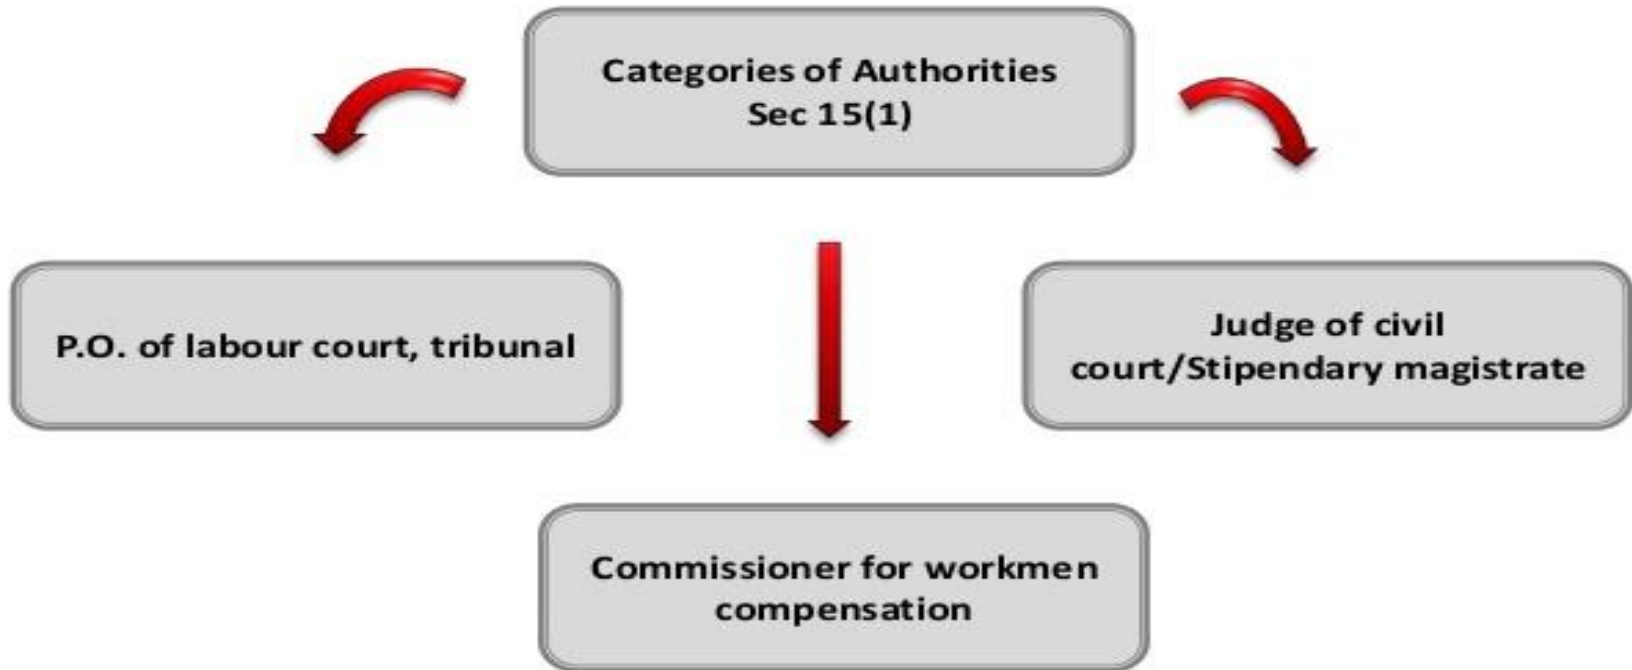 Categories of Authorities
Sec 15(1)
P.O. of labour court, tribunal
Judge of civil
court/Stipendary magistrate
Commissioner for workmen
compensation